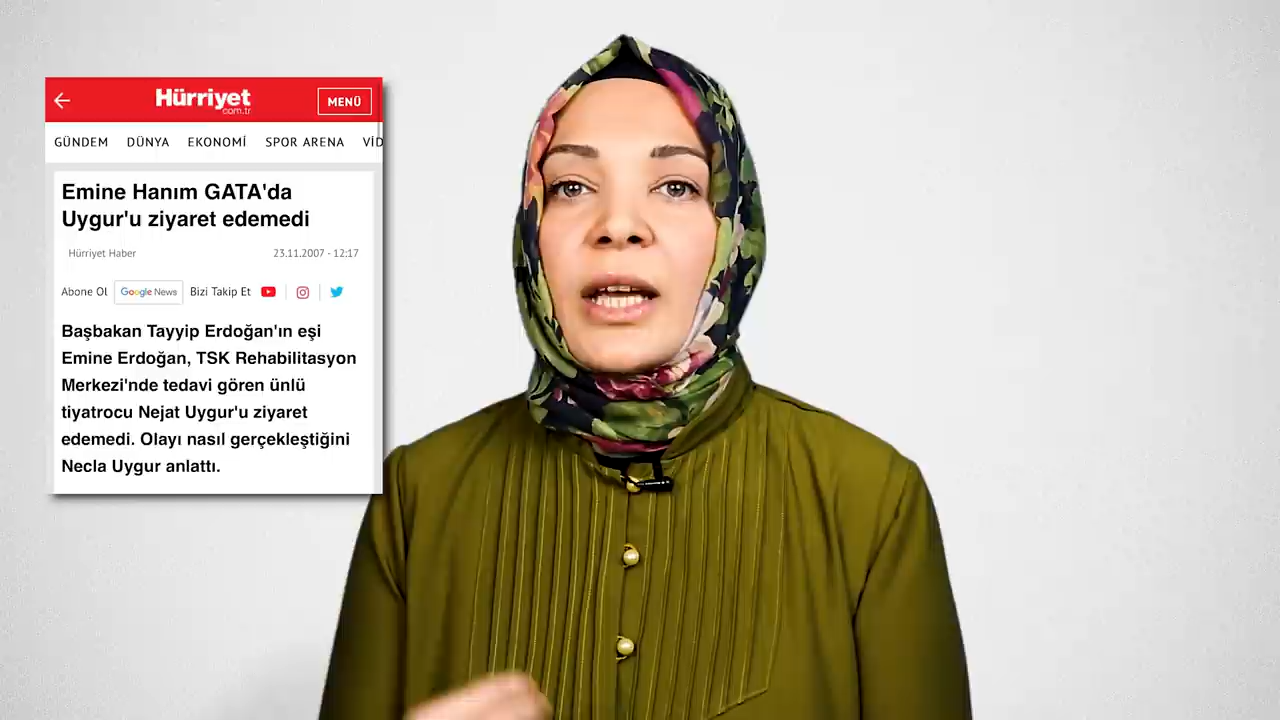 Hürriyet
com.tr
MENÜ
GÜNDEM DÜNYA EKONOMİ SPOR ARENA VİD
Emine Hanım GATA'da
Uygur'u ziyaret edemedi
Hürriyet Haber 23.11.2007 - 12:17
Abone Ol Google News Bizi Takip Et
Başbakan Tayyip Erdoğan'ın eşi
Emine Erdoğan, TSK Rehabilitasyon
Merkezi'nde tedavi gören ünlü
tiyatrocu Nejat Uygur'u ziyaret
edemedi. Olayı nasıl gerçekleştiğini
Necla Uygur anlattı.